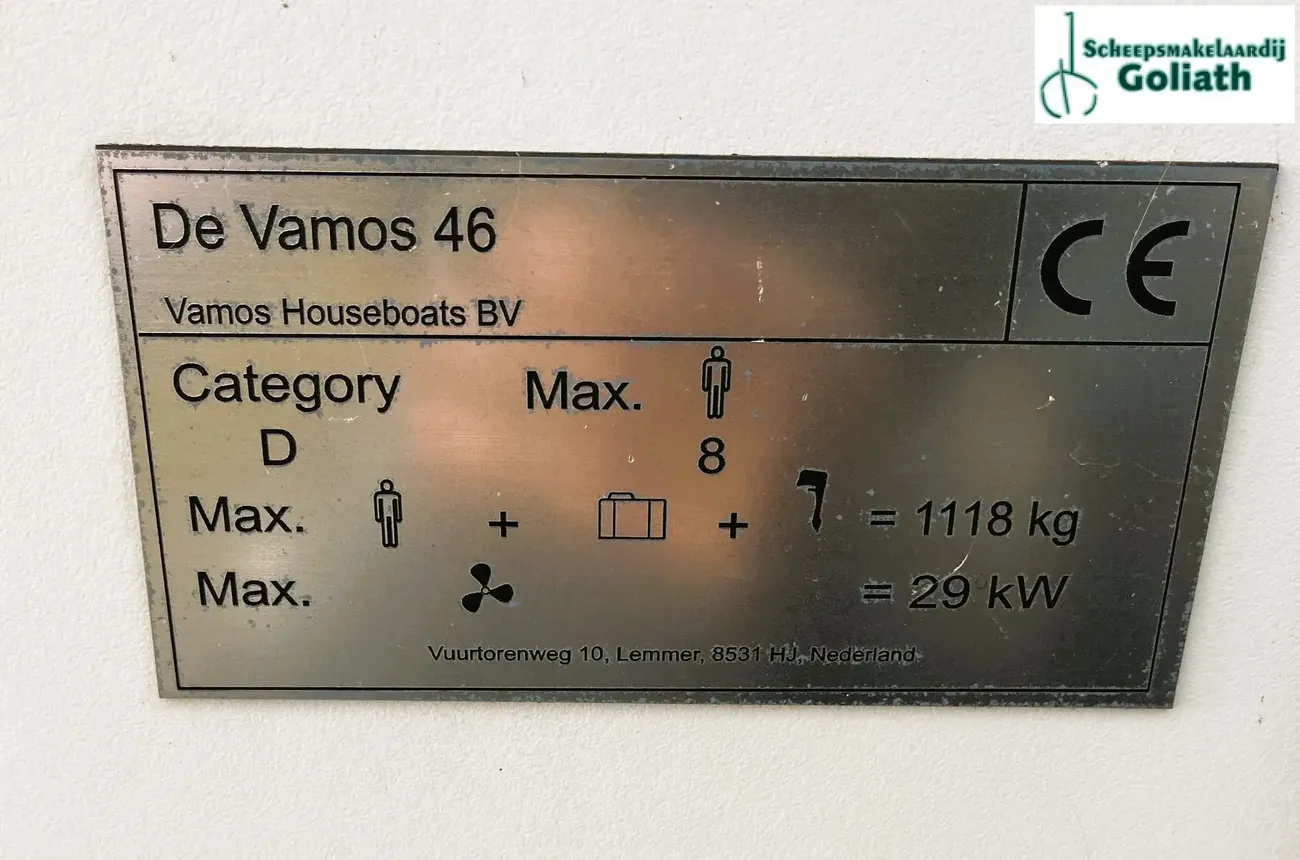 Scheepsmakelaardij
Goliath
De Vamos 46
CE
Vamos Houseboats BV
Category Max.
D 8
Max. + + = 1118 kg
Max. = 29 kW
Vuurtorenweg 10, Lemmer, 8531 HJ, Nederland